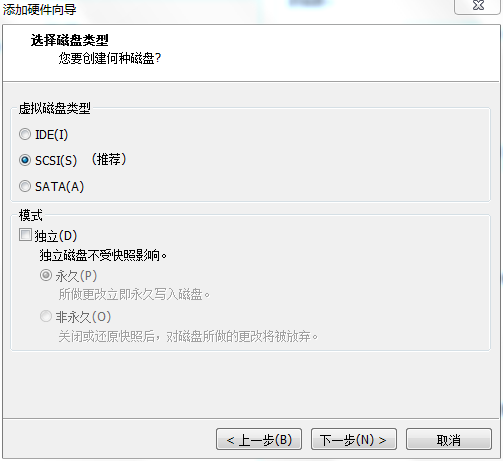 添加硬件向导
选择磁盘类型
您要创建何种磁盘?
虚拟磁盘类型
IDE(I)
SCSI(S) （推荐）
SATA(A)
模式
独立(D)
独立磁盘不受快照影响。
永久(P)
所做更改立即永久写入磁盘。
非永久(O)
关闭或还原快照后，对磁盘所做的更改将被放弃。
< 上一步(B) 下一步(N) > 取消